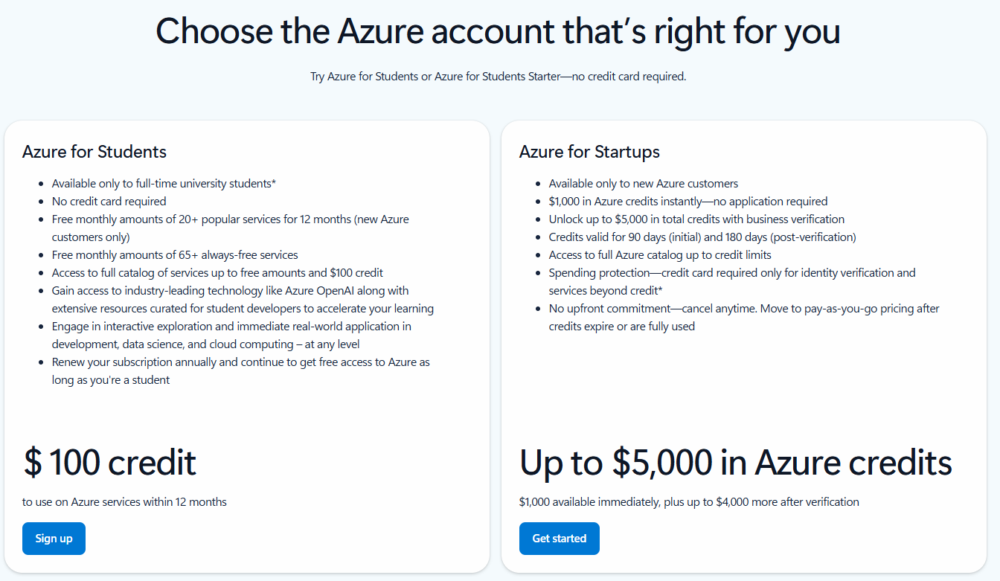 Choose the Azure account that's right for you
Try Azure for Students or Azure for Students Starter—no credit card required.
Azure for Students
• Available only to full-time university students*
• No credit card required
• Free monthly amounts of 20+ popular services for 12 months (new Azure
customers only)
• Free monthly amounts of 65+ always-free services
• Access to full catalog of services up to free amounts and $100 credit
• Gain access to industry-leading technology like Azure OpenAI along with
extensive resources curated for student developers to accelerate your learning
• Engage in interactive exploration and immediate real-world application in
development, data science, and cloud computing – at any level
• Renew your subscription annually and continue to get free access to Azure as
long as you're a student
$ 100 credit
to use on Azure services within 12 months
Sign up
Azure for Startups
• Available only to new Azure customers
• $1,000 in Azure credits instantly—no application required
• Unlock up to $5,000 in total credits with business verification
• Credits valid for 90 days (initial) and 180 days (post-verification)
• Access to full Azure catalog up to credit limits
• Spending protection—credit card required only for identity verification and
services beyond credit*
• No upfront commitment—cancel anytime. Move to pay-as-you-go pricing after
credits expire or are fully used
Up to $5,000 in Azure credits
$1,000 available immediately, plus up to $4,000 more after verification
Get started